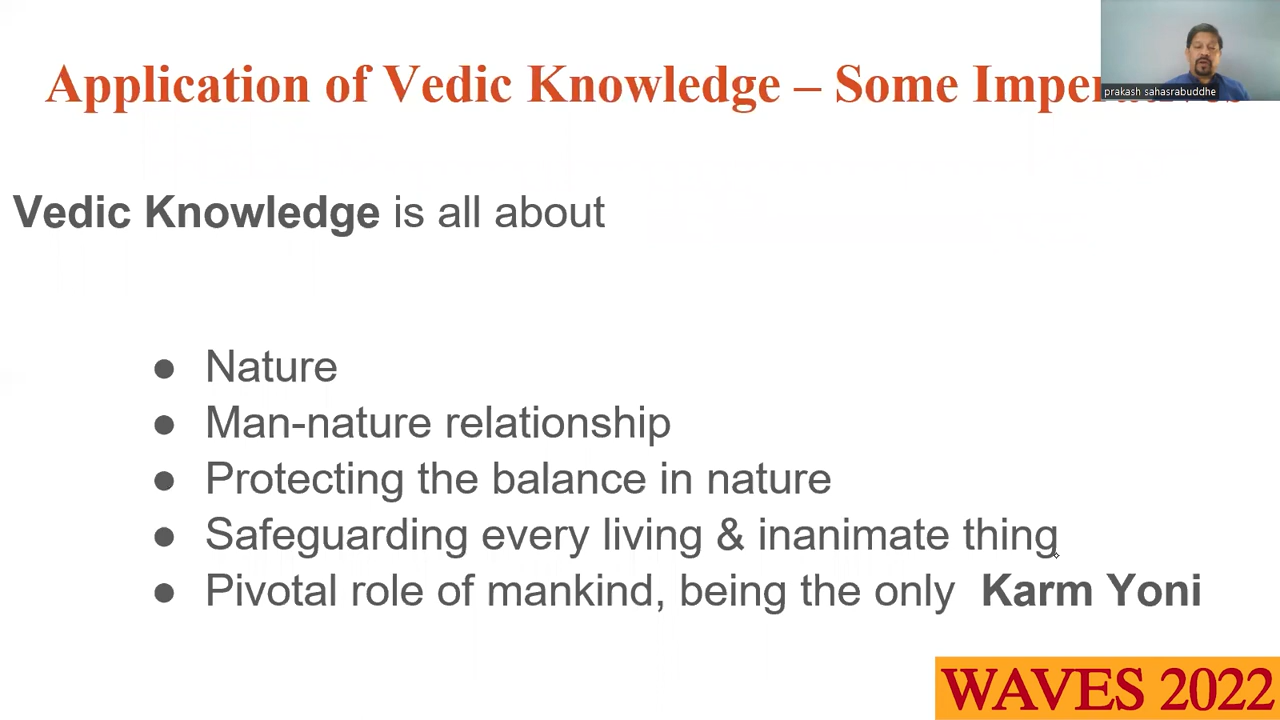 Application of Vedic Knowledge – Some Imper
prakash sahasrabuddhe
Vedic Knowledge is all about
● Nature
● Man-nature relationship
● Protecting the balance in nature
● Safeguarding every living & inanimate thing
● Pivotal role of mankind, being the only Karm Yoni
WAVES 2022